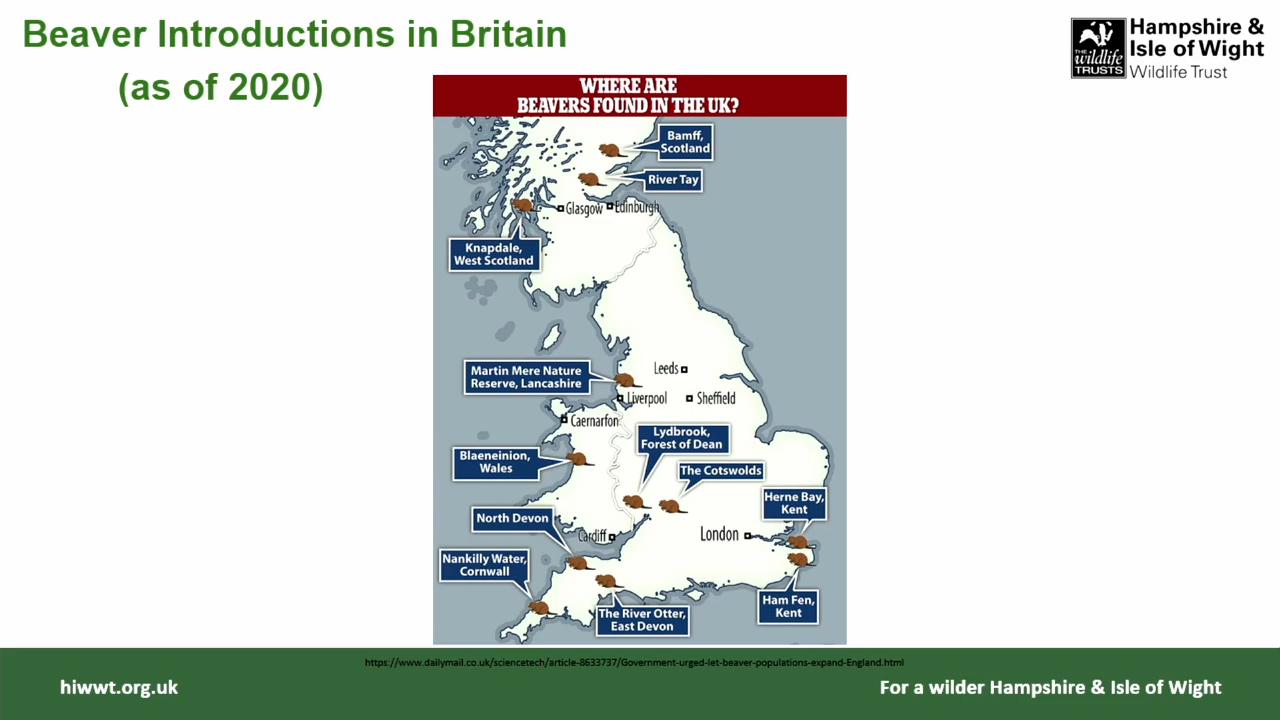 Beaver Introductions in Britain
(as of 2020)
THE
wildlife
TRUSTS
Hampshire &
Isle of Wight
Wildlife Trust
WHERE ARE
BEAVERS FOUND IN THE UK?
Bamff,
Scotland
River Tay
Glasgow
Edinburgh
Knapdale,
West Scotland
Martin Mere Nature
Reserve, Lancashire
Leeds
Liverpool
Sheffield
Caernarfon
Lydbrook,
Forest of Dean
Blaeneinion,
Wales
The Cotswolds
Herne Bay,
Kent
North Devon
Cardiff
London
Nankilly Water,
Cornwall
Ham Fen,
Kent
The River Otter,
East Devon
https://www.dailymail.co.uk/sciencetech/article-8633737/Government-urged-let-beaver-populations-expand-England.html
hiwwt.org.uk
For a wilder Hampshire & Isle of Wight